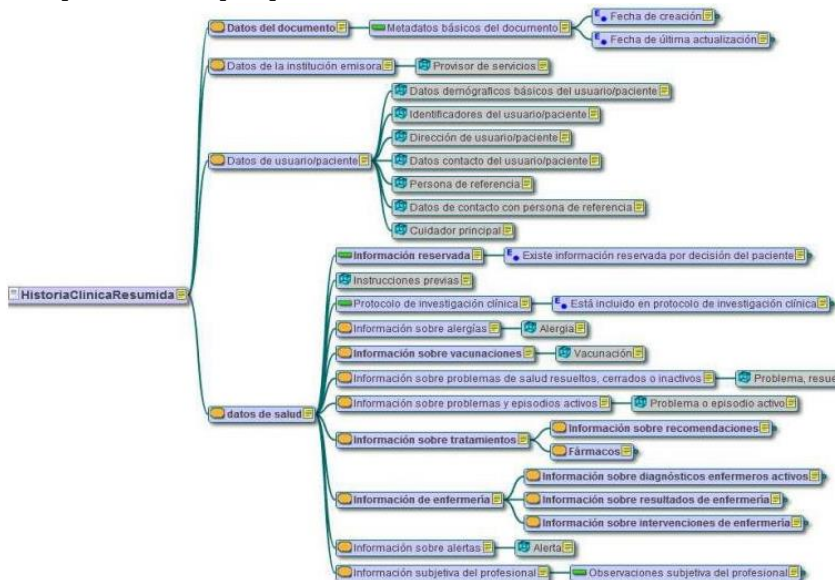 Datos del documento
Metadatos básicos del documento
Fecha de creación
Fecha de última actualización
Datos de la institución emisora
Provisor de servicios
Datos de usuario/paciente
Datos demógraficos básicos del usuario/paciente
Identificadores del usuario/paciente
Dirección de usuario/paciente
Datos contacto del usuario/paciente
Persona de referencia
Datos de contacto con persona de referencia
Cuidador principal
HistoriaClinicaResumida
datos de salud
Información reservada
Existe información reservada por decisión del paciente
Instrucciones previas
Protocolo de investigación clínica
Está incluido en protocolo de investigación clínica
Información sobre alergías
Alergia
Información sobre vacunaciones
Vacunación
Información sobre problemas de salud resueltos, cerrados o inactivos
Problema, resue
Información sobre problemas y episodios activos
Problema o episodio activo
Información sobre tratamientos
Información sobre recomendaciones
Fármacos
Información de enfermería
Información sobre diagnósticos enfermeros activos
Información sobre resultados de enfermería
Información sobre intervenciones de enfermería
Información sobre alertas
Alerta
Información subjetiva del profesional
Observaciones subjetiva del profesional